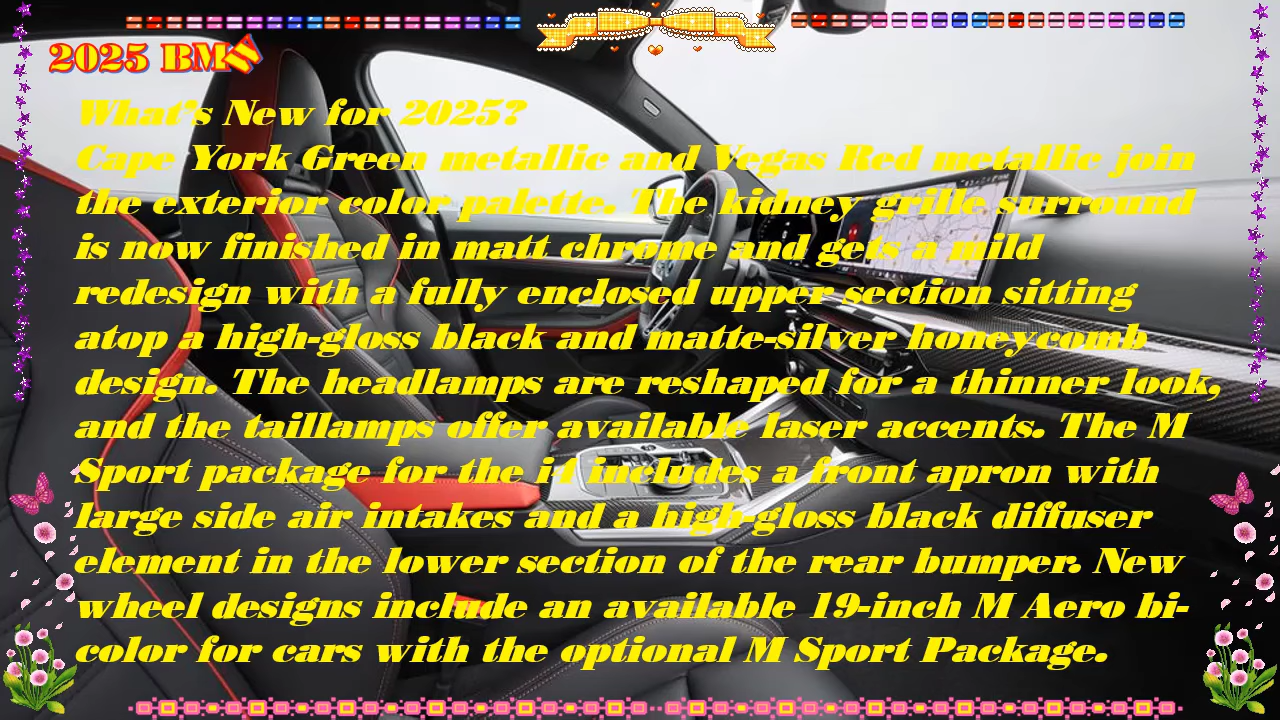 2025 BMW
What's New for 2025?
Cape York Green metallic and Vegas Red metallic join
the exterior color palette. The kidney grille surround
is now finished in matt chrome and gets a mild
redesign with a fully enclosed upper section sitting
atop a high-gloss black and matte-silver honeycomb
design. The headlamps are reshaped for a thinner look,
and the taillamps offer available laser accents. The M
Sport package for the i4 includes a front apron with
large side air intakes and a high-gloss black diffuser
element in the lower section of the rear bumper. New
wheel designs include an available 19-inch M Aero bi-
color for cars with the optional M Sport Package.